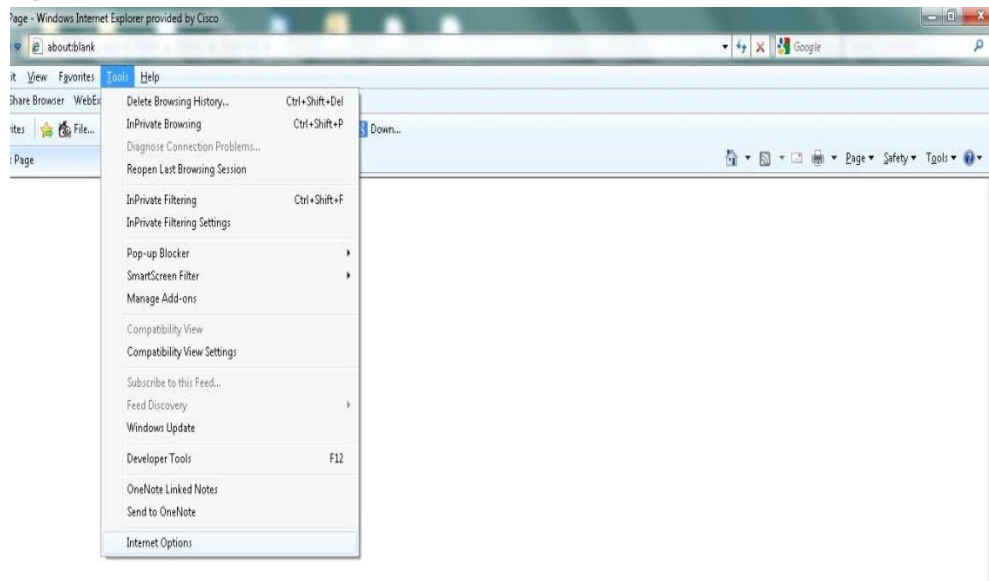 Page - Windows Internet Explorer provided by Cisco
about:blank Google
it View Favorites Tools Help
Share Browser WebEx
ites File... Down...
Page Page Safety Tools
Delete Browsing History... Ctrl+Shift+Del
InPrivate Browsing Ctrl+Shift+P
Diagnose Connection Problems...
Reopen Last Browsing Session
InPrivate Filtering Ctrl+Shift+F
InPrivate Filtering Settings
Pop-up Blocker
SmartScreen Filter
Manage Add-ons
Compatibility View
Compatibility View Settings
Subscribe to this Feed...
Feed Discovery
Windows Update
Developer Tools F12
OneNote Linked Notes
Send to OneNote
Internet Options